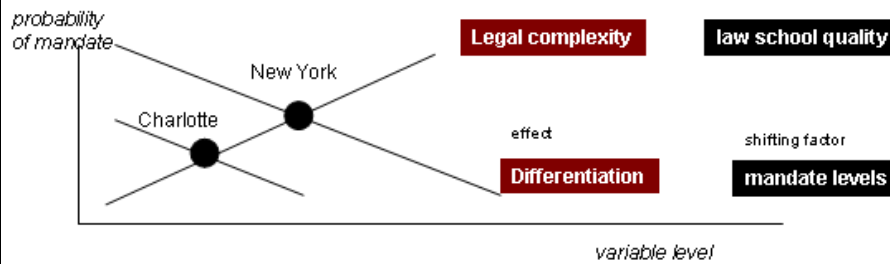 probability
of mandate
Legal complexity
law school quality
New York
Charlotte
effect
shifting factor
Differentiation
mandate levels
variable level